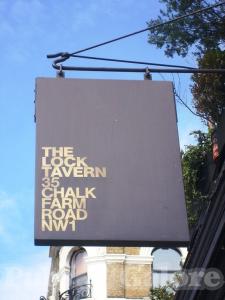 THE
LOCK
TAVERN
35
CHALK
FARM
ROAD
NW1